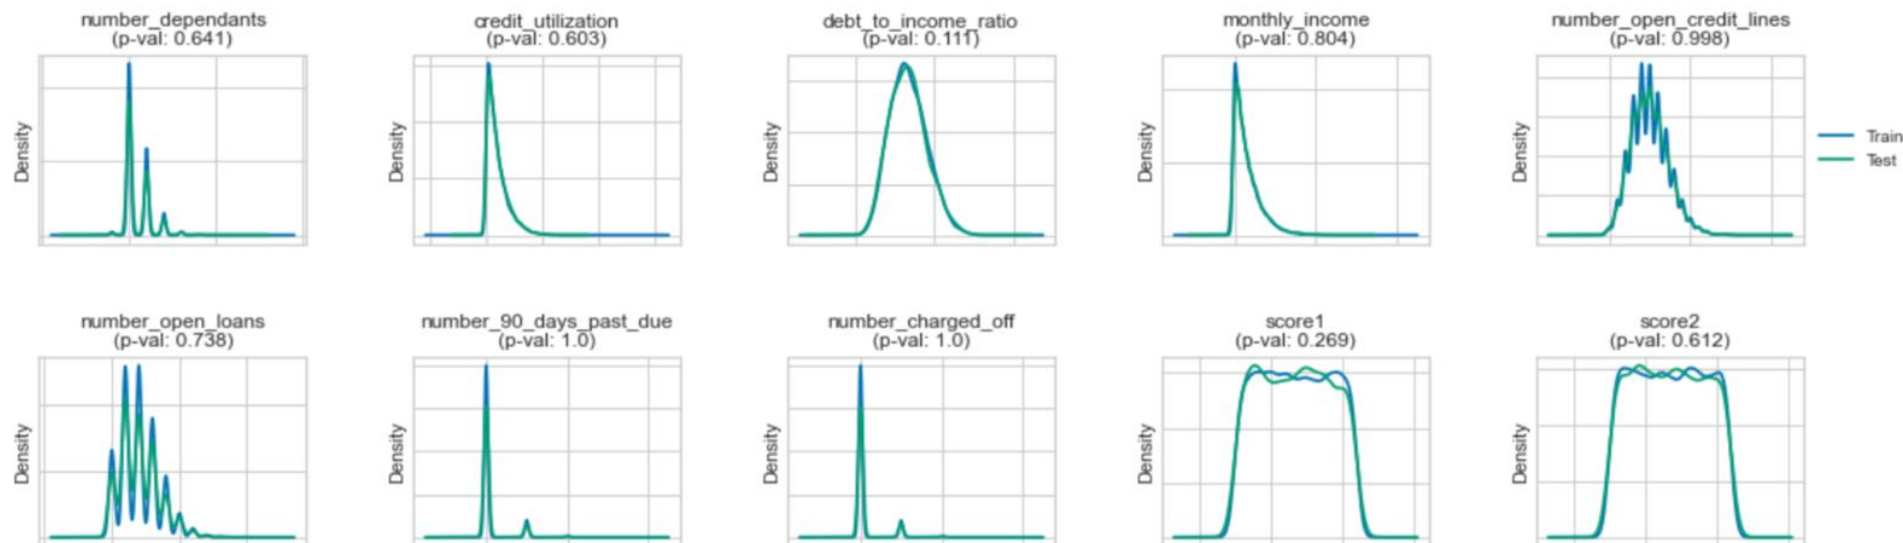 number_dependants
(p-val: 0.641)
credit_utilization
(p-val: 0.603)
debt_to_income_ratio
(p-val: 0.111)
monthly_income
(p-val: 0.804)
number_open_credit_lines
(p-val: 0.998)
Density
Density
Density
Density
Density
Train
Test
number_open_loans
(p-val: 0.738)
number_90_days_past_due
(p-val: 1.0)
number_charged_off
(p-val: 1.0)
score1
(p-val: 0.269)
score2
(p-val: 0.612)
Density
Density
Density
Density
Density